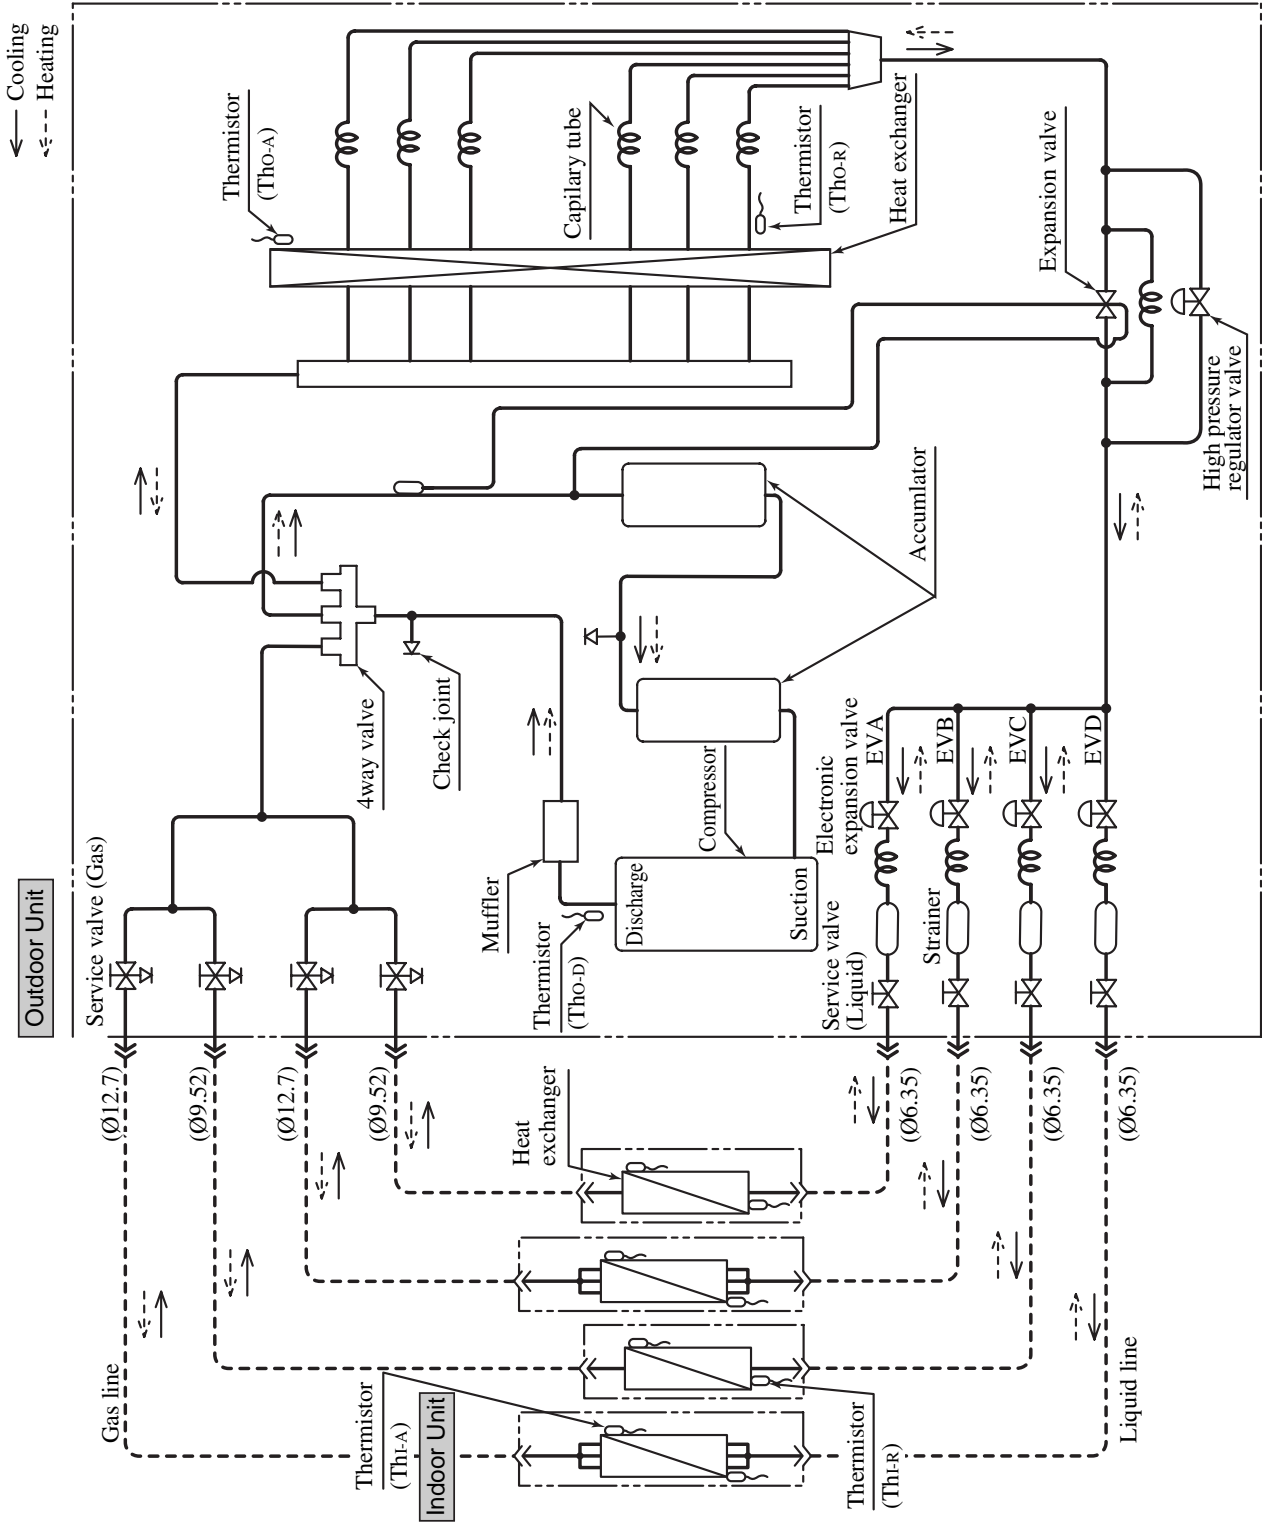 Cooling
Heating
Outdoor Unit
Service valve (Gas)
4way valve
Check joint
Thermistor
(ThO-A)
Capilary tube
Thermistor
(ThO-R)
Heat exchanger
Expansion valve
High pressure
regulator valve
Accumlator
Muffler
Thermistor
(ThO-D)
Discharge
Suction
Compressor
Electronic
expansion valve
EVA
EVB
EVC
EVD
Strainer
Service valve
(Liquid)
(Ø12.7)
(Ø9.52)
(Ø12.7)
(Ø9.52)
(Ø6.35)
(Ø6.35)
(Ø6.35)
(Ø6.35)
Heat
exchanger
Gas line
Thermistor
(ThI-A)
Indoor Unit
Thermistor
(ThI-R)
Liquid line